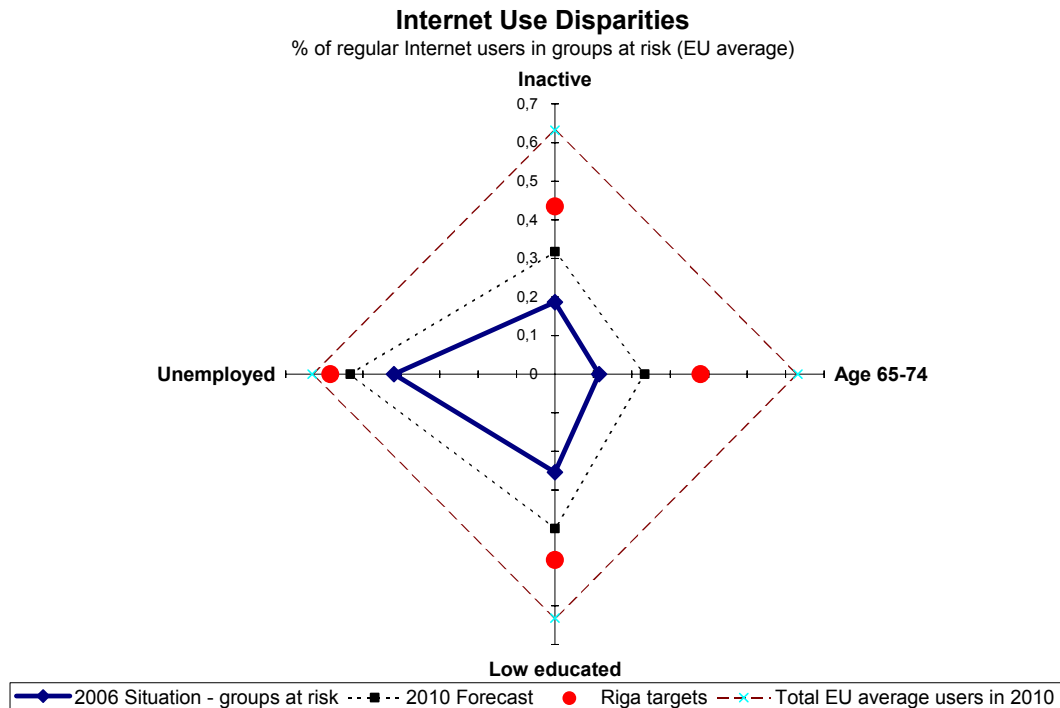 Internet Use Disparities
% of regular Internet users in groups at risk (EU average)
Inactive
0,7
0,6
0,5
0,4
0,3
0,2
0,1
0
Unemployed
Age 65-74
Low educated
2006 Situation - groups at risk
2010 Forecast
Riga targets
Total EU average users in 2010